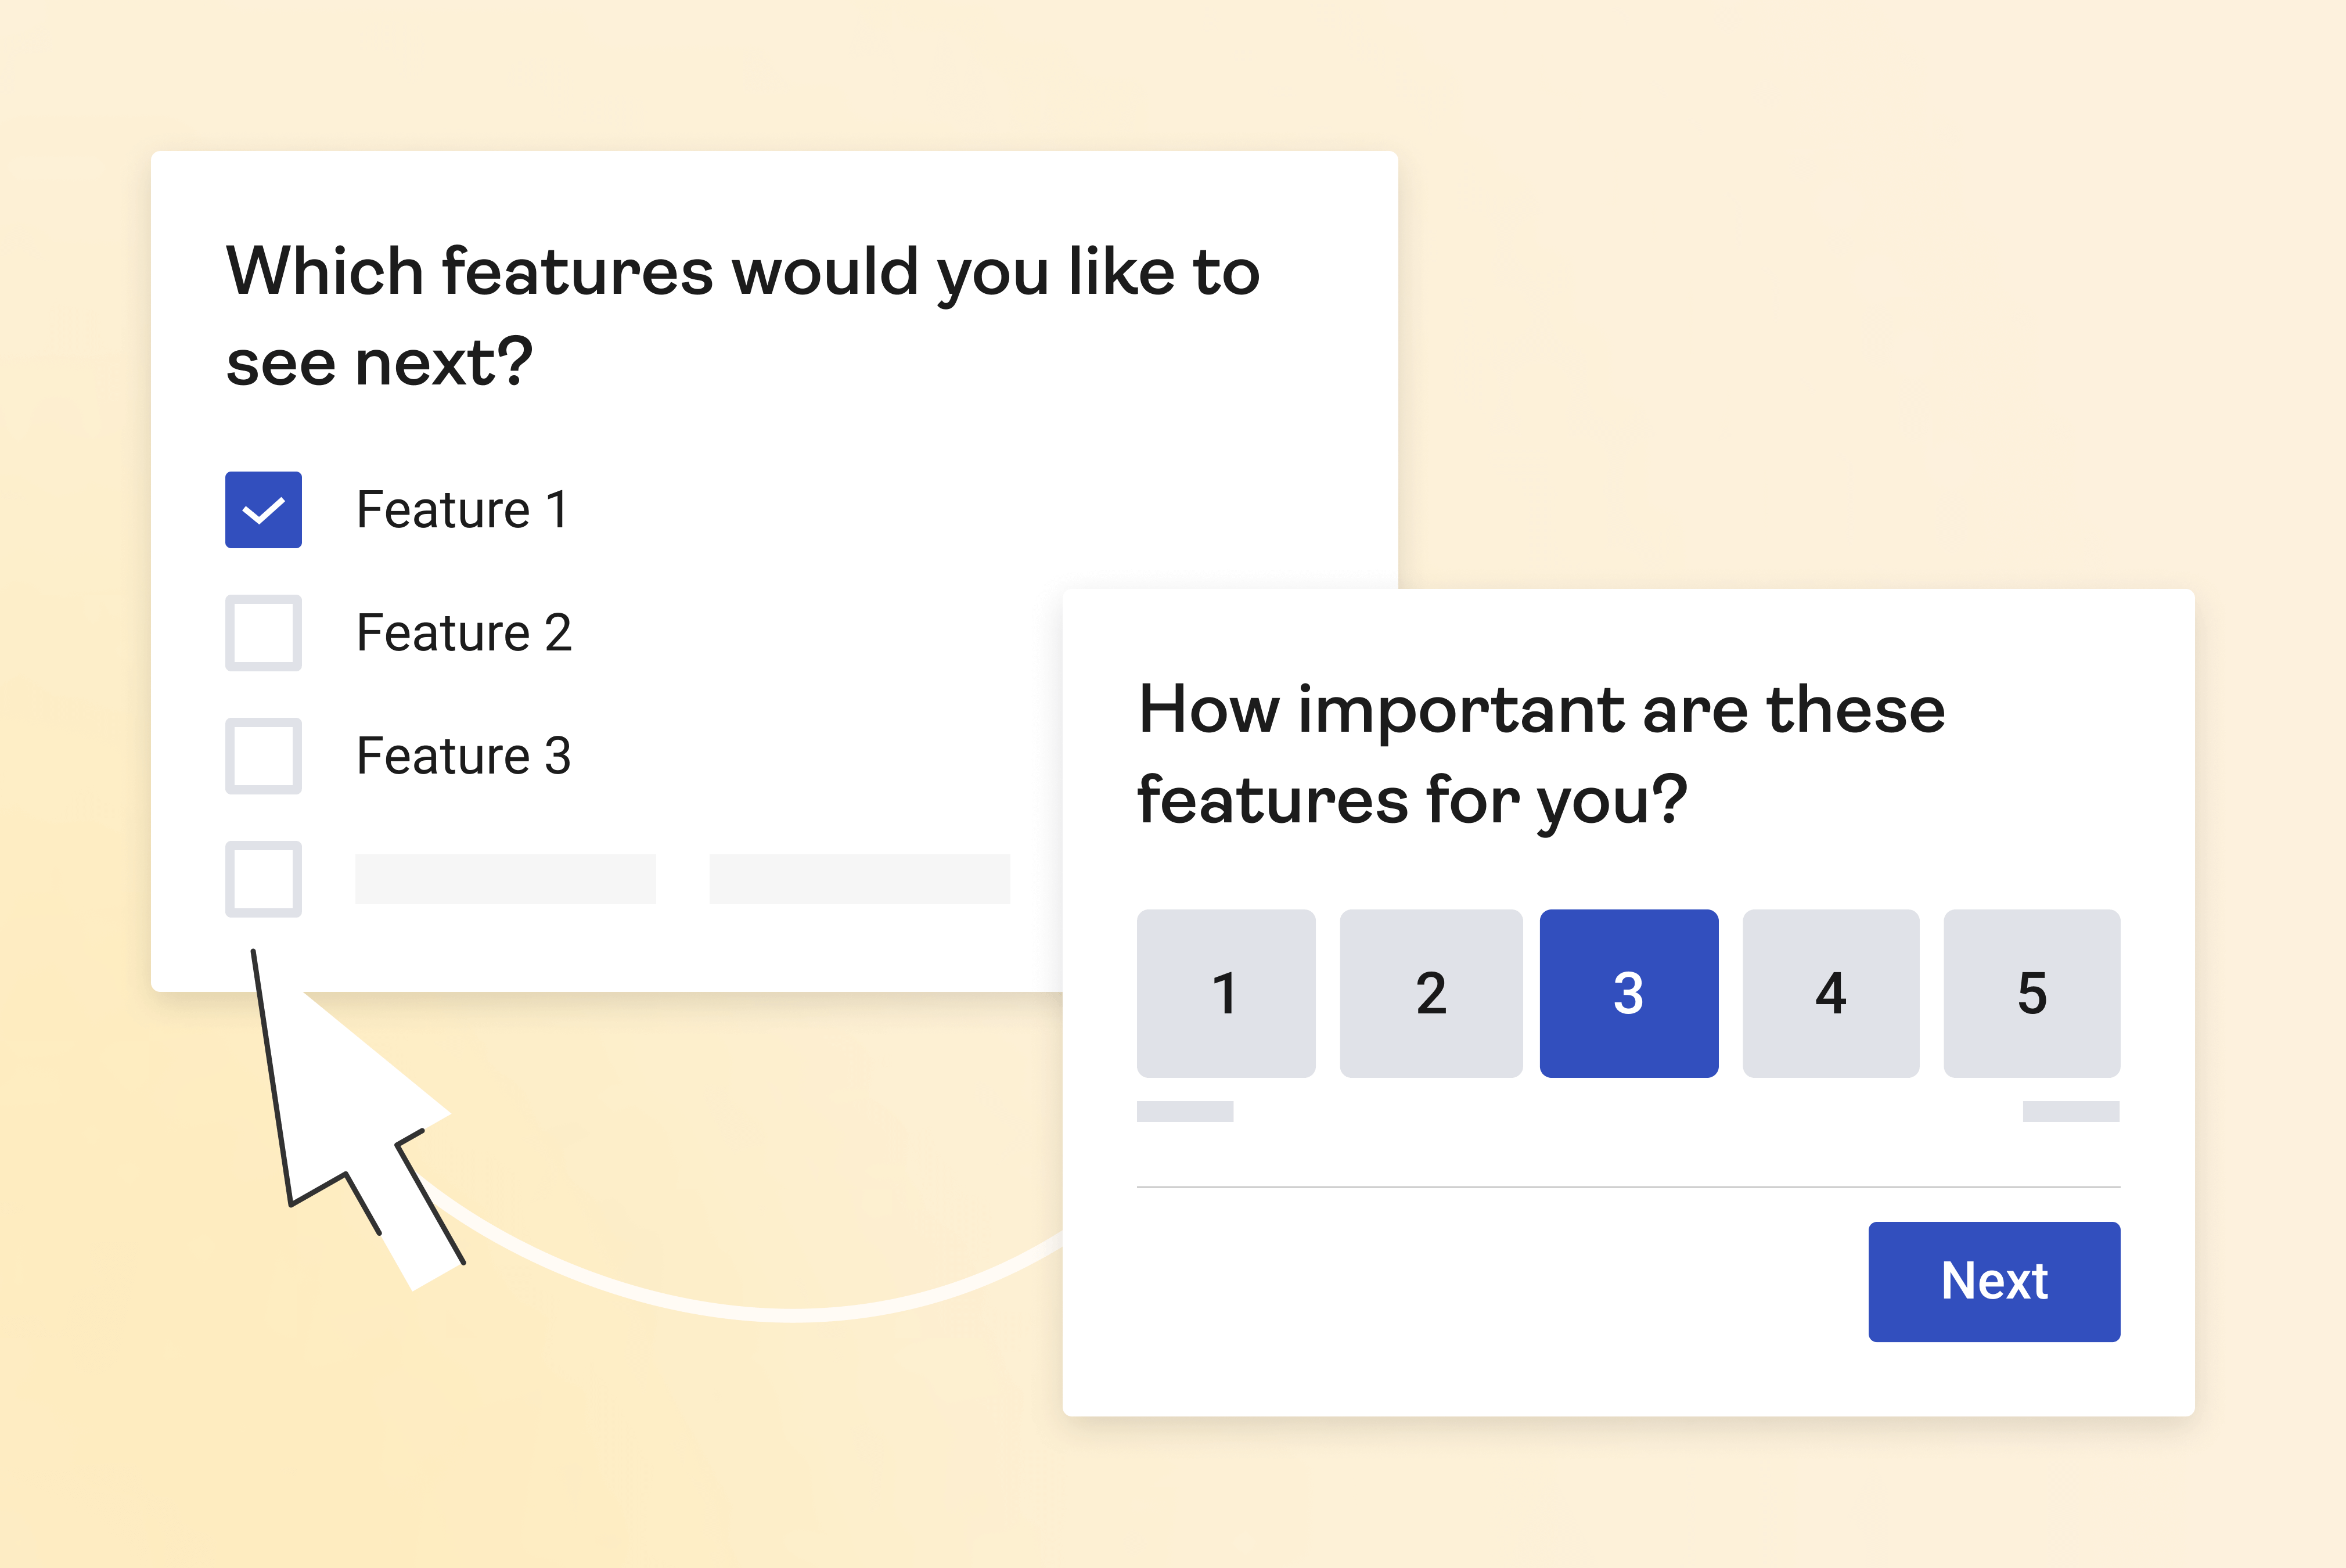 Which features would you like to
see next?
Feature 1
Feature 2
Feature 3
How important are these
features for you?
1 2 3 4 5
Next